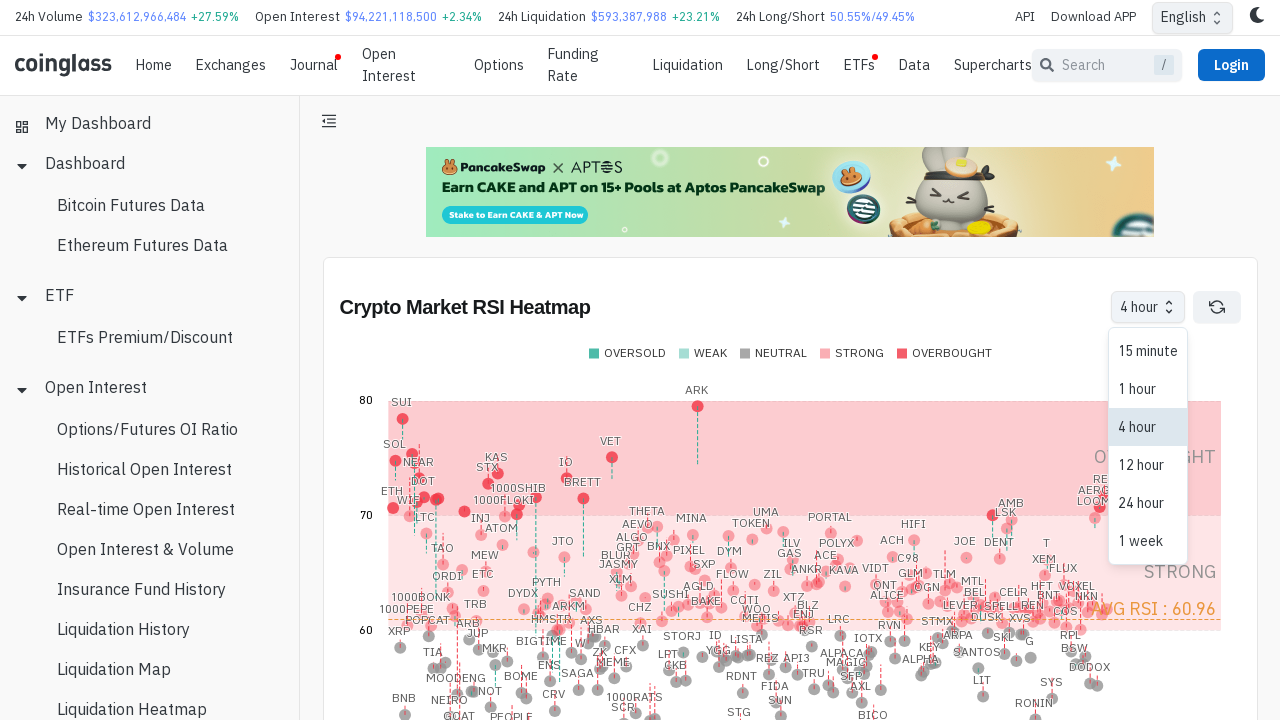 24h Volume $323,612,966,484 +27.59% Open Interest $94,221,118,500 +2.34% 24h Liquidation $593,387,988 +23.21% 24h Long/Short 50.55%/49.45% API Download APP English
coinglass Home Exchanges Journal Open Interest Options Funding Rate Liquidation Long/Short ETFs Data Supercharts Search / Login
My Dashboard
Dashboard
Bitcoin Futures Data
Ethereum Futures Data
ETF
ETFs Premium/Discount
Open Interest
Options/Futures OI Ratio
Historical Open Interest
Real-time Open Interest
Open Interest & Volume
Insurance Fund History
Liquidation History
Liquidation Map
Liquidation Heatmap
PancakeSwap X APTOS
Earn CAKE and APT on 15+ Pools at Aptos PancakeSwap
Stake to Earn CAKE & APT Now
Crypto Market RSI Heatmap
4 hour
15 minute
1 hour
4 hour
12 hour
24 hour
1 week
OVERSOLD WEAK NEUTRAL STRONG OVERBOUGHT
80
70
60
STRONG
AVG RSI : 60.96
ARK
SUI
SOL
NEAR
DOT
ETH
WIF
LTC
KAS
STX
1000SHIB
1000FLOKI
IO
BRETT
VET
INJ
ATOM
TAO
MEW
ETC
ORDI
JTO
PYTH
THETA
AEVO
ALGO
GRT
BLUR
JASMY
XLM
BNX
MINA
PIXEL
SXP
UMA
TOKEN
DYM
FLOW
ZIL
ILV
GAS
PORTAL
POLYX
ACE
ANKR
KAVA
ACH
HIFI
C98
VIDT
GLM
TLM
JOE
AMB
LSK
DENT
T
XEM
FLUX
1000BONK
1000PEPE
POPCAT
XRP
TRB
ARB
JUP
DYDX
SAND
ARKM
HMSTR
AXS
HBAR
XAI
CHZ
SUSHI
AGLD
BAKE
COTI
WOO
METIS
XTZ
BLZ
ENJ
RSR
LRC
ONT
ALICE
OGN
MTL
BEL
LEVER
SPELL
CELR
REN
HFT
VOXEL
BNT
NKN
COS
XVS
DUSK
STMX
RVN
TIA
MKR
BIGTIME
W
ZK
MEME
CFX
STORJ
ID
YGG
LISTA
LPT
CKB
REZ
API3
IOTX
ALPACA
MAGIC
ARPA
KEY
ALPHA
SANTOS
SKL
G
RPL
BSW
DODOX
MOODENG
NOT
BOME
ENS
SAGA
CRV
RDNT
FIDA
SUN
TRU
SFP
AXL
LIT
SYS
RONIN
BNB
NEIRO
GOAT
PEOPLE
1000RATS
STG
BICO